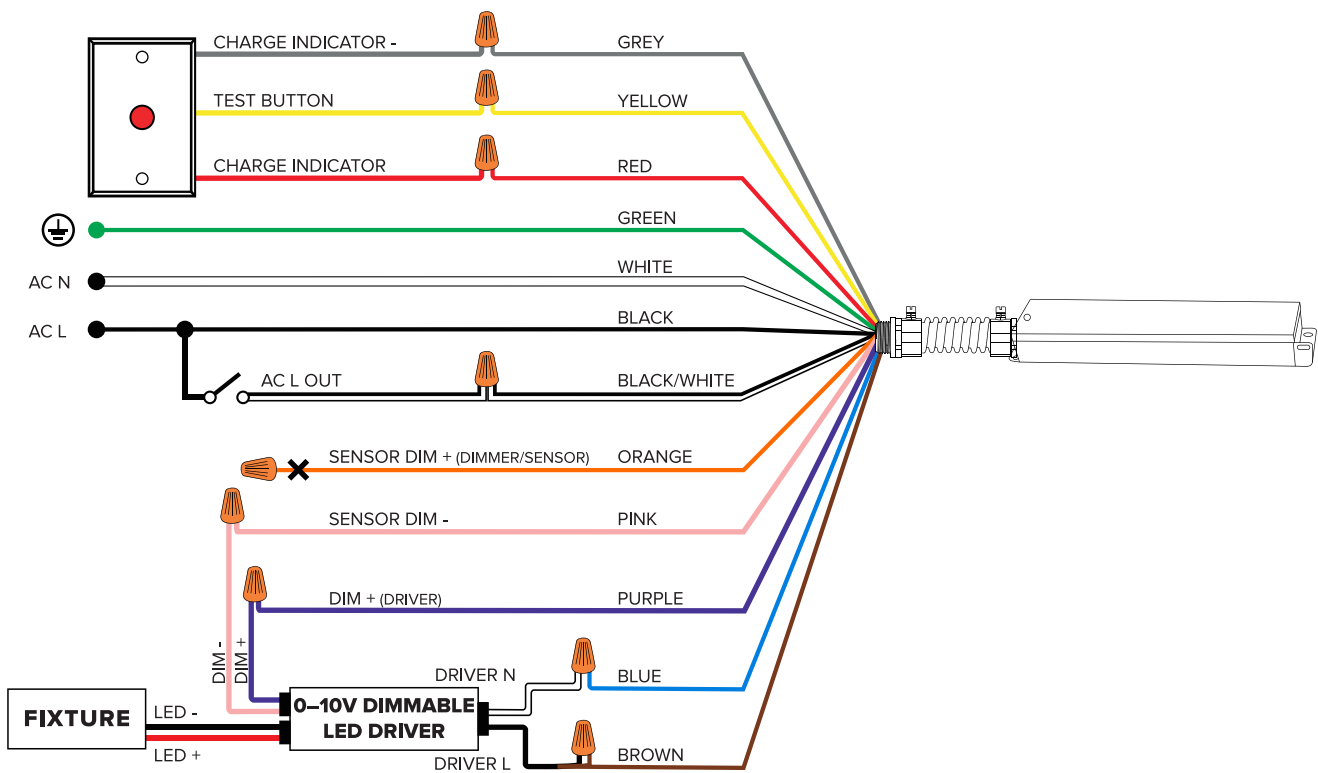 CHARGE INDICATOR - GREY
TEST BUTTON YELLOW
CHARGE INDICATOR RED
GREEN
AC N WHITE
AC L BLACK
AC L OUT BLACK/WHITE
SENSOR DIM + (DIMMER/SENSOR) ORANGE
SENSOR DIM - PINK
DIM + (DRIVER) PURPLE
DIM -
DIM +
DRIVER N BLUE
FIXTURE
LED -
LED +
0–10V DIMMABLE
LED DRIVER
DRIVER L BROWN